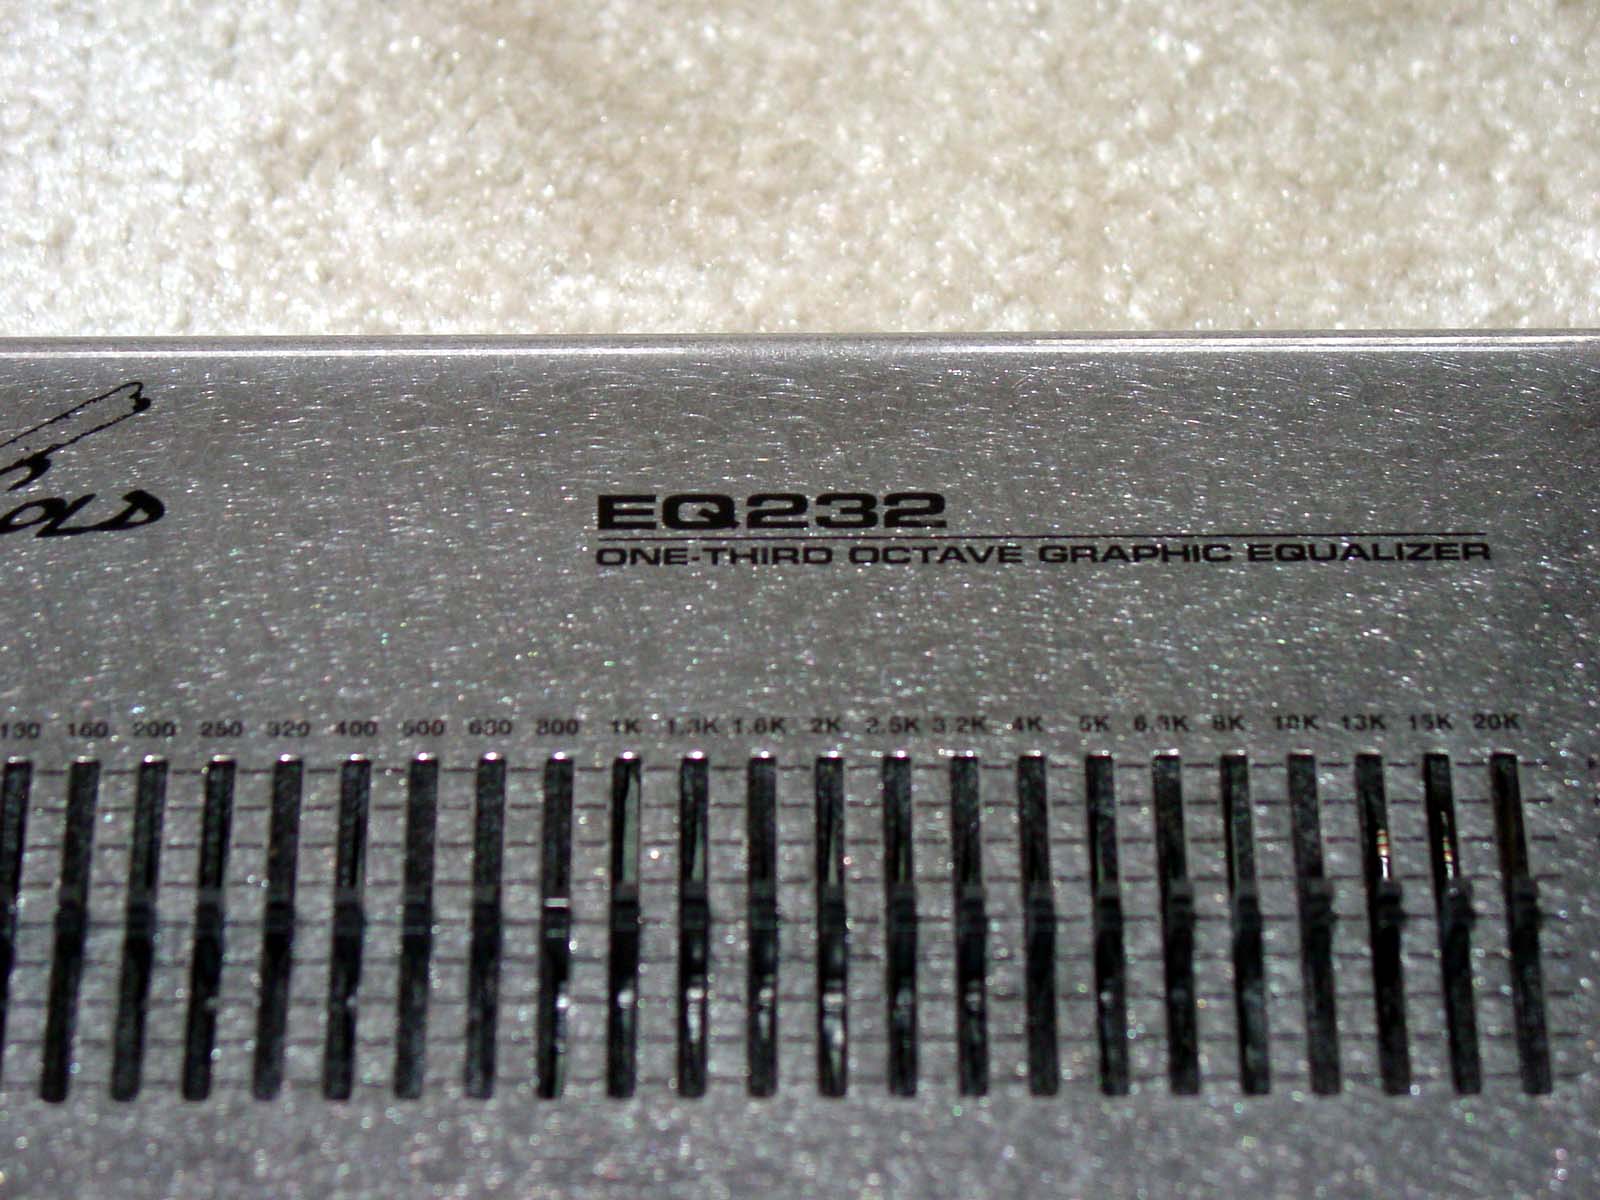 EQ232
ONE-THIRD OCTAVE GRAPHIC EQUALIZER
130 160 200 250 320 400 500 630 800 1K 1.3K 1.6K 2K 2.5K 3.2K 4K 5K 6.3K 8K 10K 13K 15K 20K